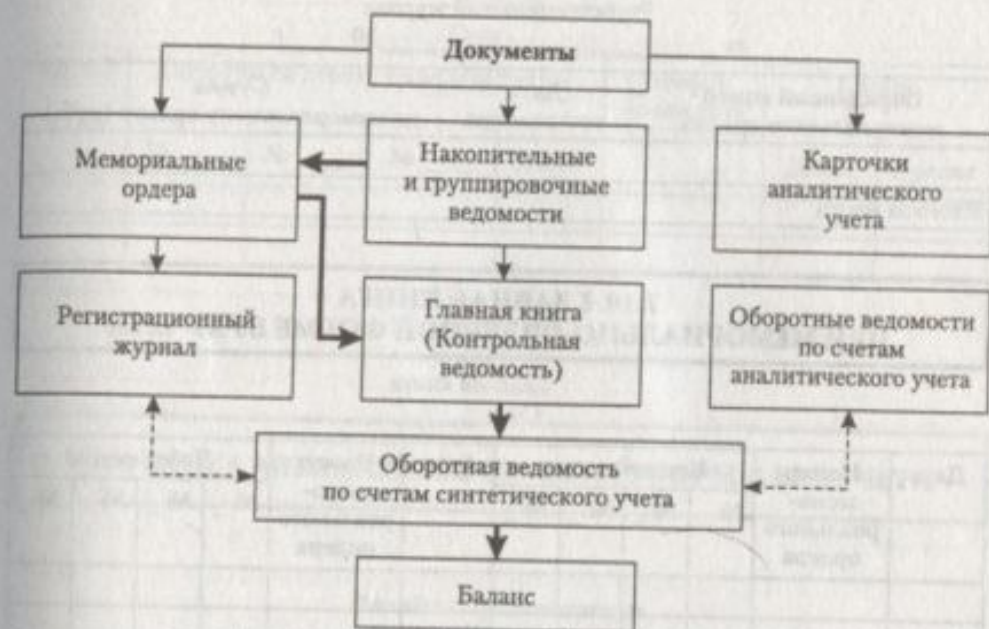 Документы
Мемориальные
ордера
Накопительные
и группировочные
ведомости
Карточки
аналитического
учета
Регистрационный
журнал
Главная книга
(Контрольная
ведомость)
Оборотные ведомости
по счетам
аналитического учета
Оборотная ведомость
по счетам синтетического учета
Баланс